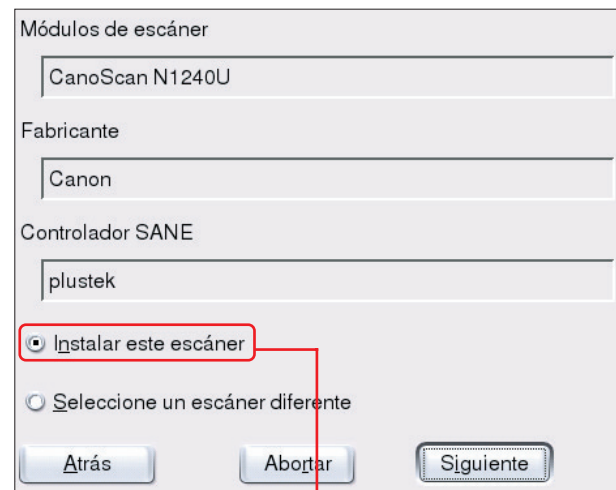 Módulos de escáner
CanoScan N1240U
Fabricante
Canon
Controlador SANE
plustek
Instalar este escáner
Seleccione un escáner diferente
Atrás Abortar Siguiente